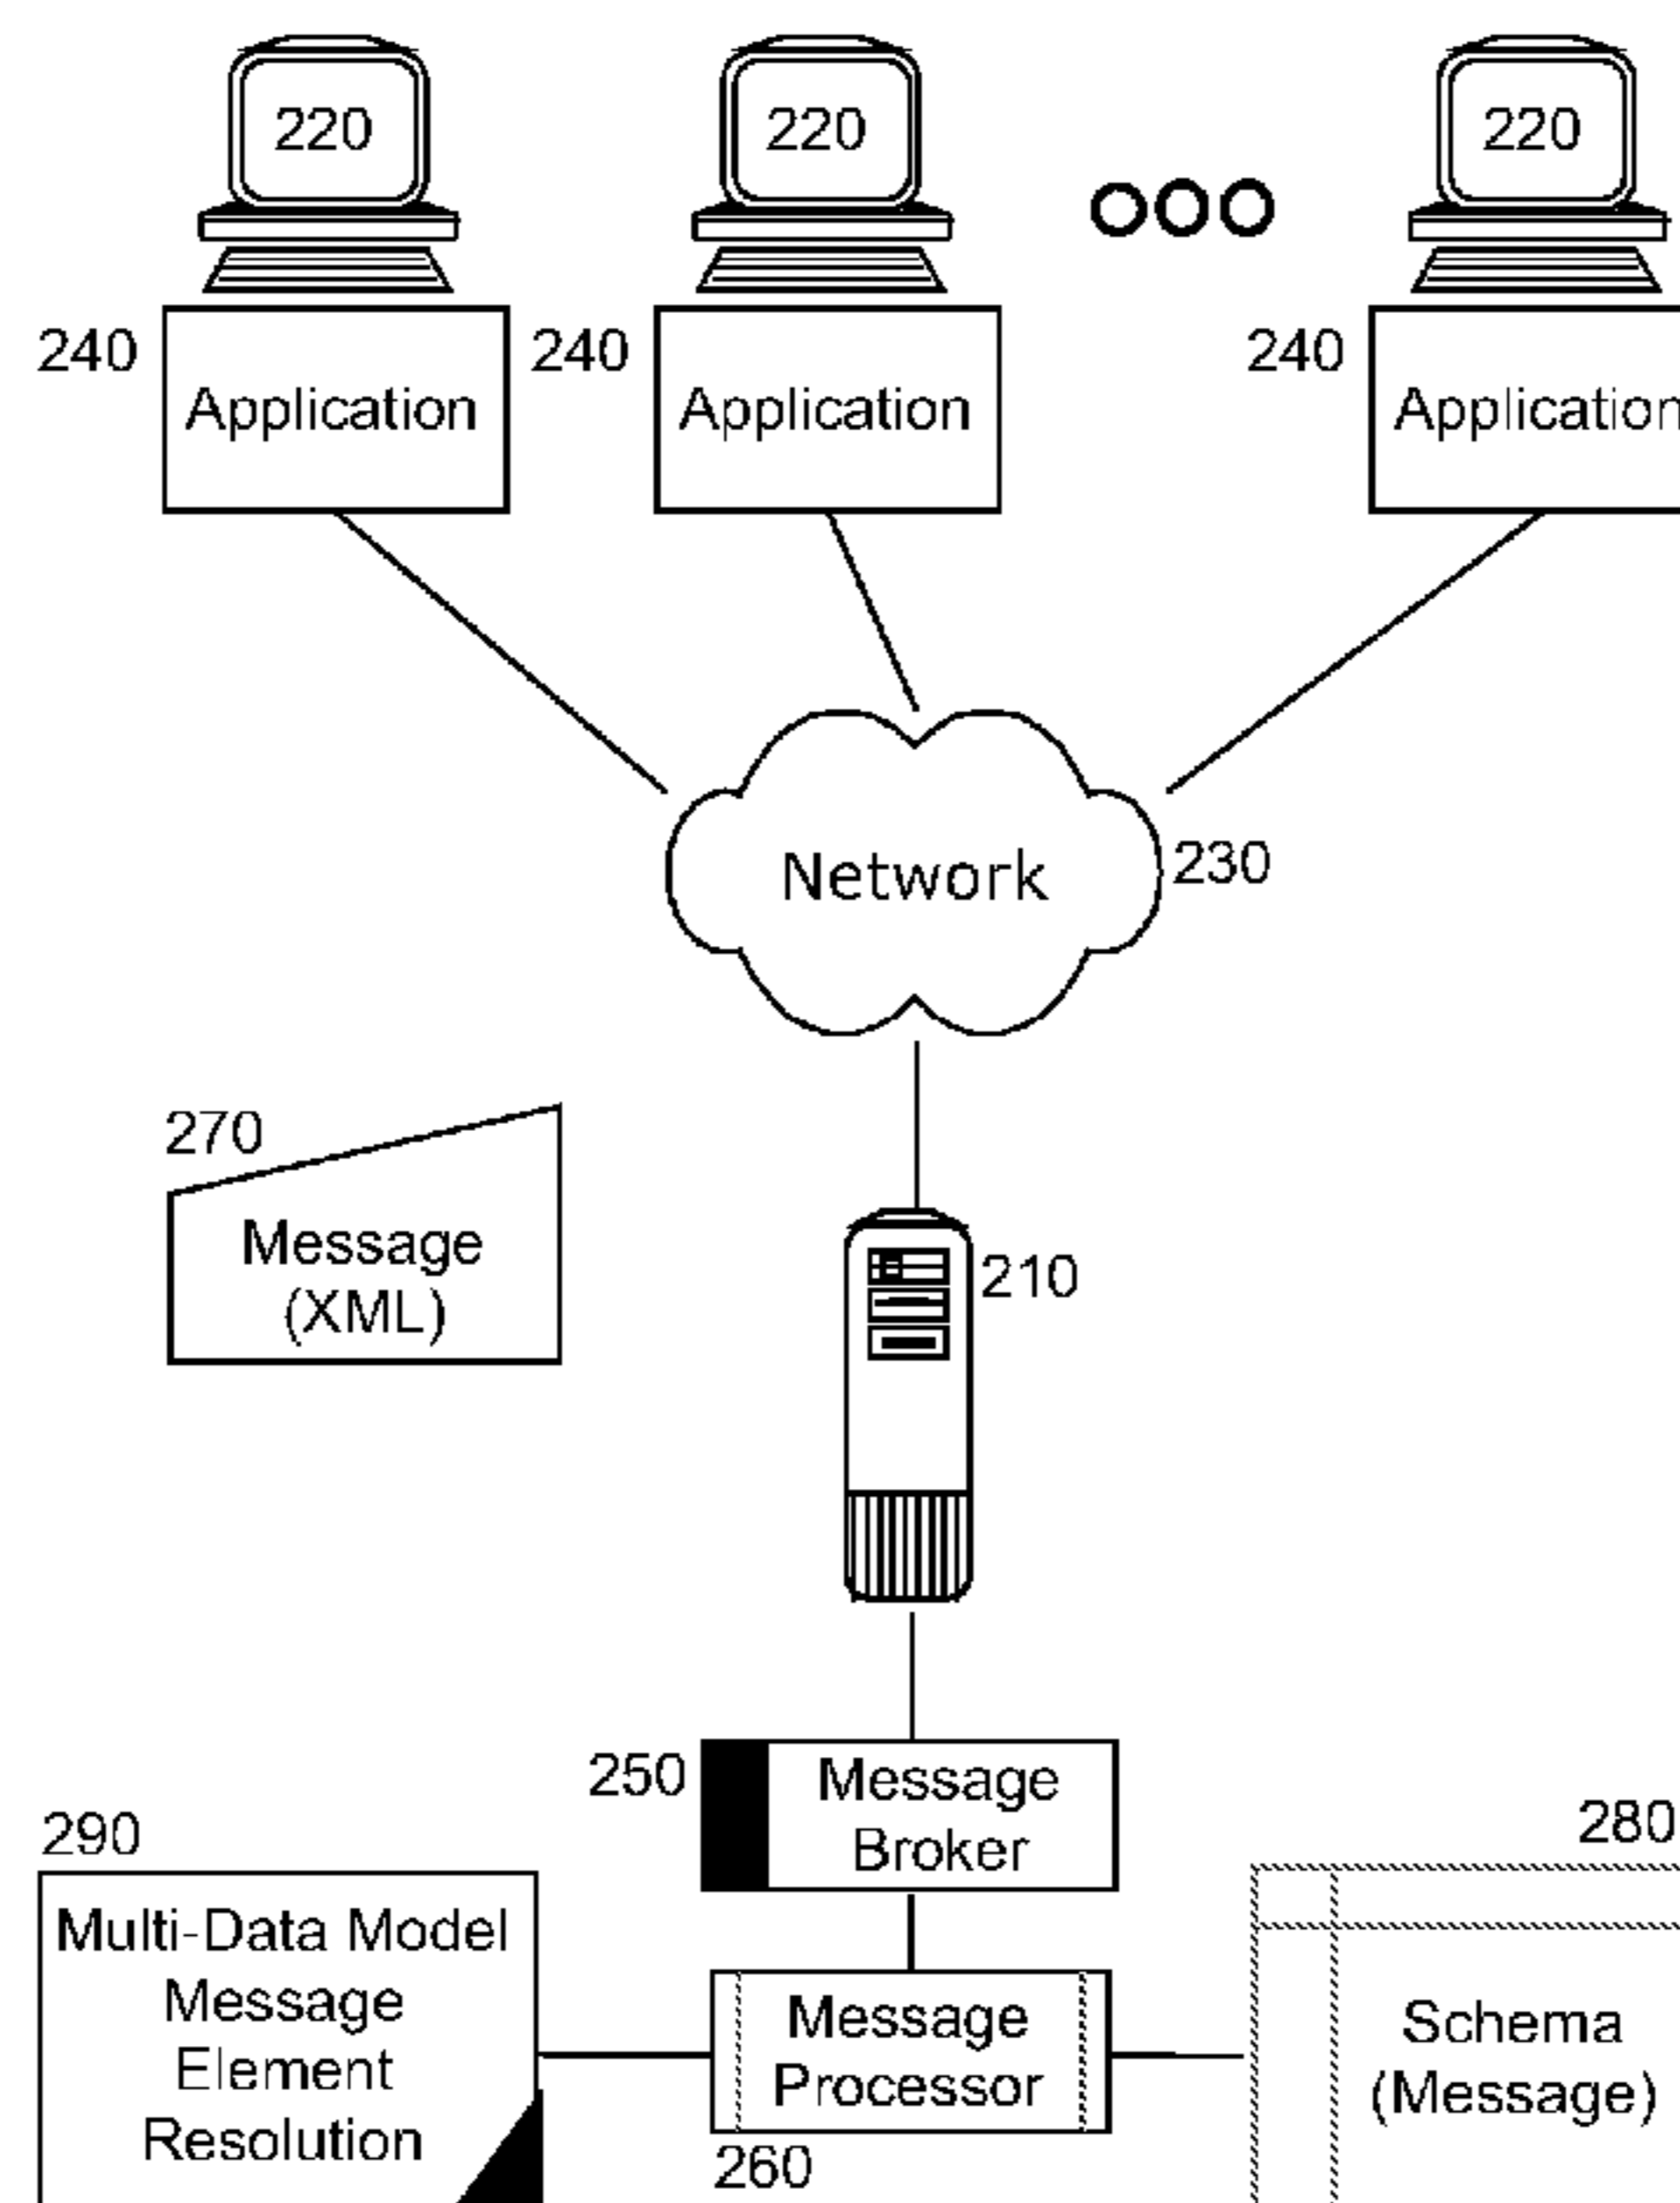 220
220
220
240
Application
240
Application
240
Application
Network
230
270
Message
(XML)
210
250
Message
Broker
290
Multi-Data Model
Message
Element
Resolution
Message
Processor
260
280
Schema
(Message)